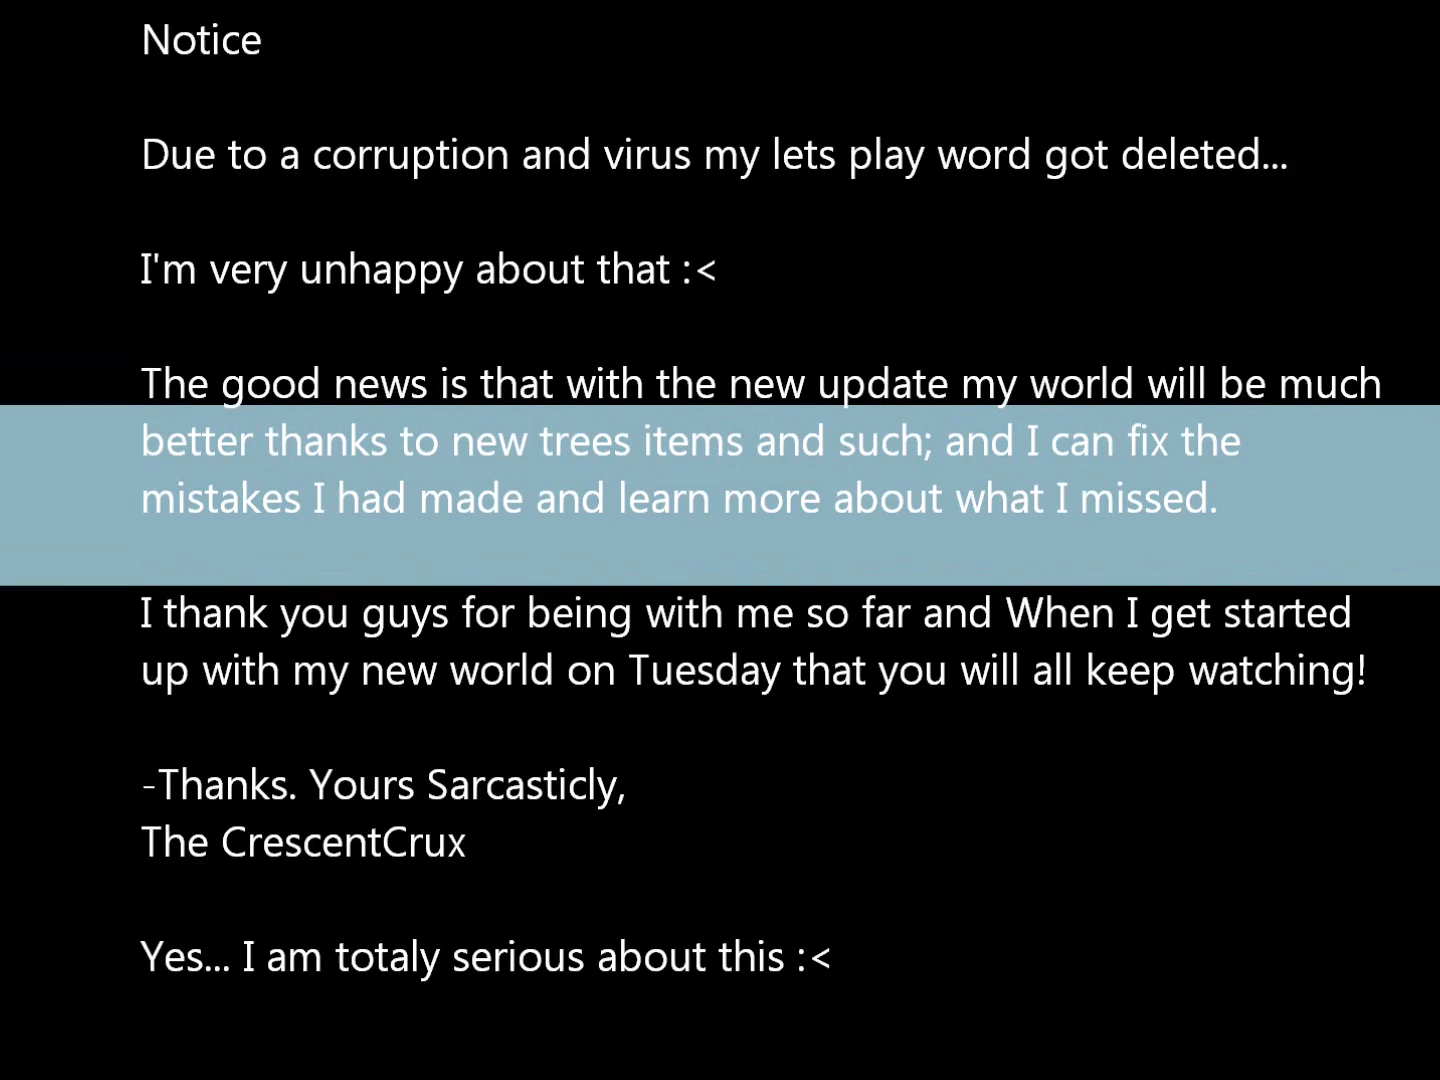 Notice
Due to a corruption and virus my lets play word got deleted...
I'm very unhappy about that :<
The good news is that with the new update my world will be much
better thanks to new trees items and such; and I can fix the
mistakes I had made and learn more about what I missed.
I thank you guys for being with me so far and When I get started
up with my new world on Tuesday that you will all keep watching!
-Thanks. Yours Sarcasticly,
The CrescentCrux
Yes... I am totaly serious about this :<